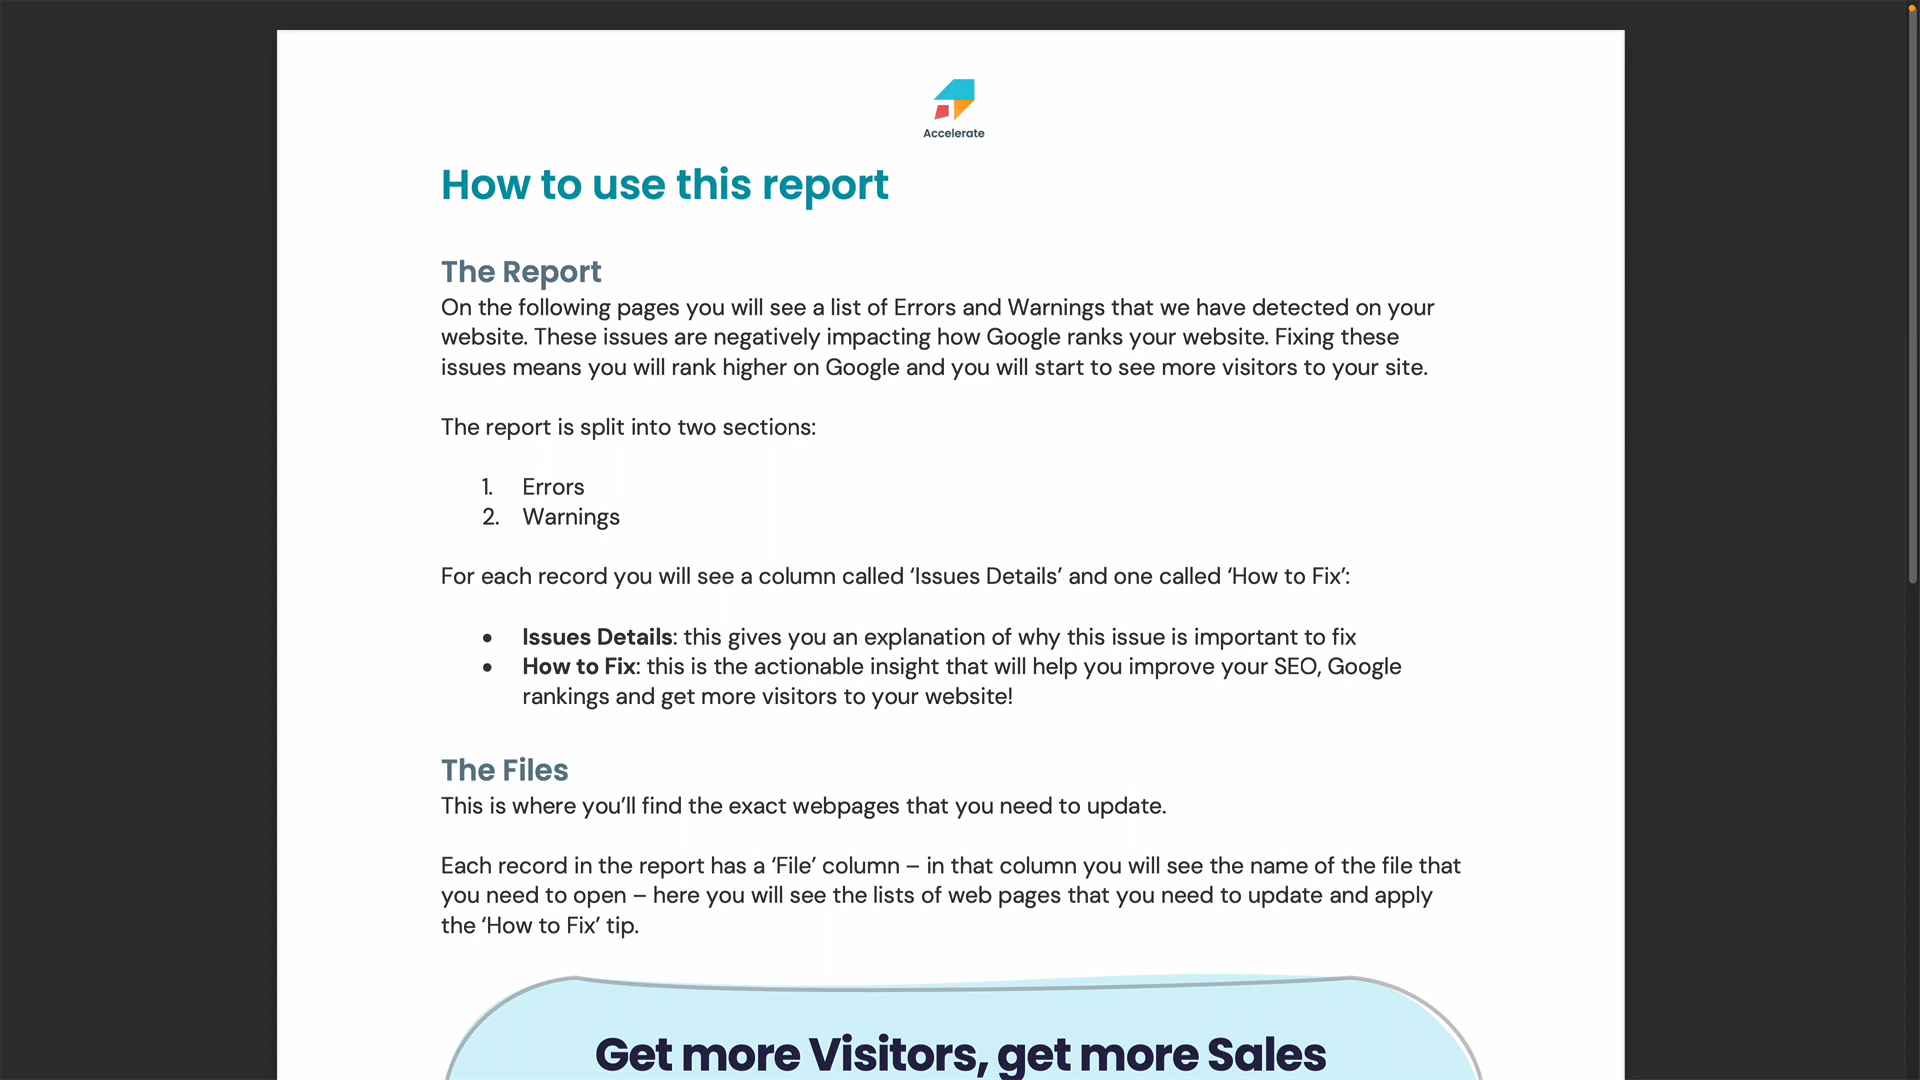 Accelerate
How to use this report
The Report
On the following pages you will see a list of Errors and Warnings that we have detected on your
website. These issues are negatively impacting how Google ranks your website. Fixing these
issues means you will rank higher on Google and you will start to see more visitors to your site.
The report is split into two sections:
1. Errors
2. Warnings
For each record you will see a column called ‘Issues Details’ and one called ‘How to Fix’:
● Issues Details: this gives you an explanation of why this issue is important to fix
● How to Fix: this is the actionable insight that will help you improve your SEO, Google
rankings and get more visitors to your website!
The Files
This is where you’ll find the exact webpages that you need to update.
Each record in the report has a ‘File’ column – in that column you will see the name of the file that
you need to open – here you will see the lists of web pages that you need to update and apply
the ‘How to Fix’ tip.
Get more Visitors, get more Sales